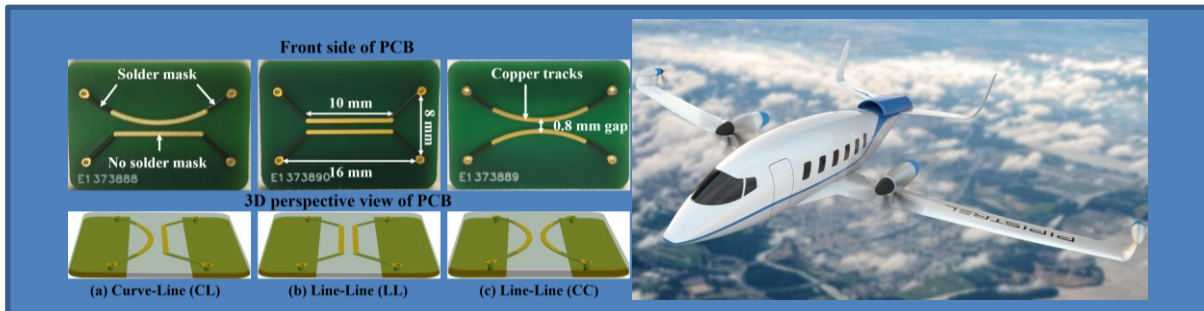 Front side of PCB
Solder mask
No solder mask
E1373888
10 mm
8 mm
16 mm
E1373890
Copper tracks
0.8 mm gap
E1373889
3D perspective view of PCB
(a) Curve-Line (CL)
(b) Line-Line (LL)
(c) Line-Line (CC)
PIPISTREL